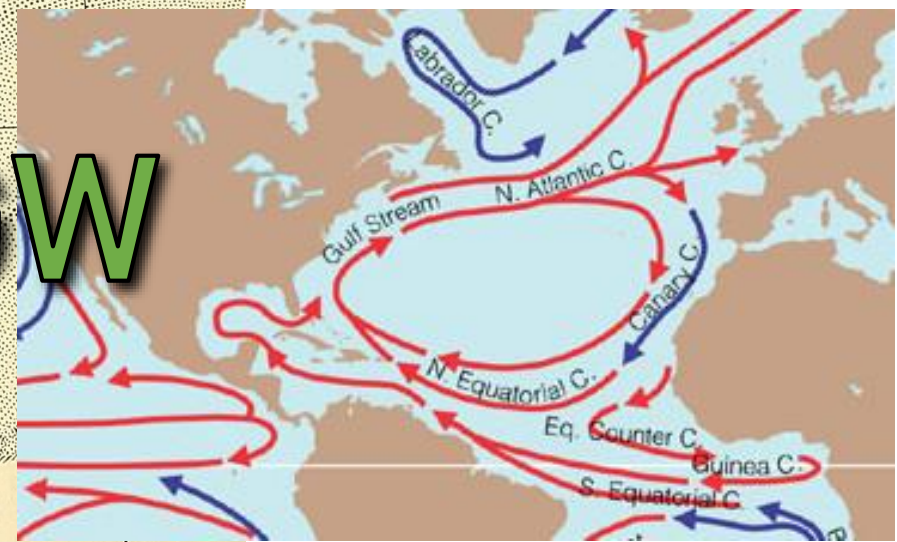 W
Labrador C.
N. Atlantic C.
Gulf Stream
Canary C.
N. Equatorial C.
Eq. Counter C.
Guinea C.
S. Equatorial C.